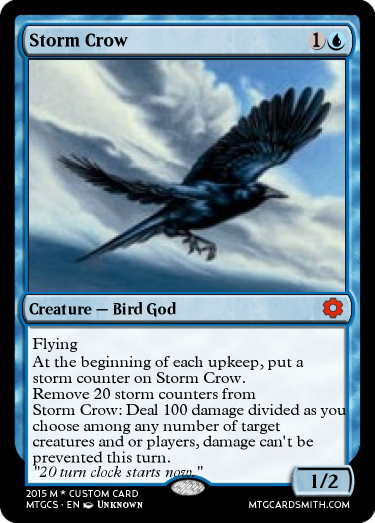 Storm Crow 1
Creature — Bird God
Flying
At the beginning of each upkeep, put a
storm counter on Storm Crow.
Remove 20 storm counters from
Storm Crow: Deal 100 damage divided as you
choose among any number of target
creatures and or players, damage can't be
prevented this turn.
"20 turn clock starts now."
1/2
2015 M * CUSTOM CARD
MTGCS • EN Unknown
MTGCARDSMITH.COM